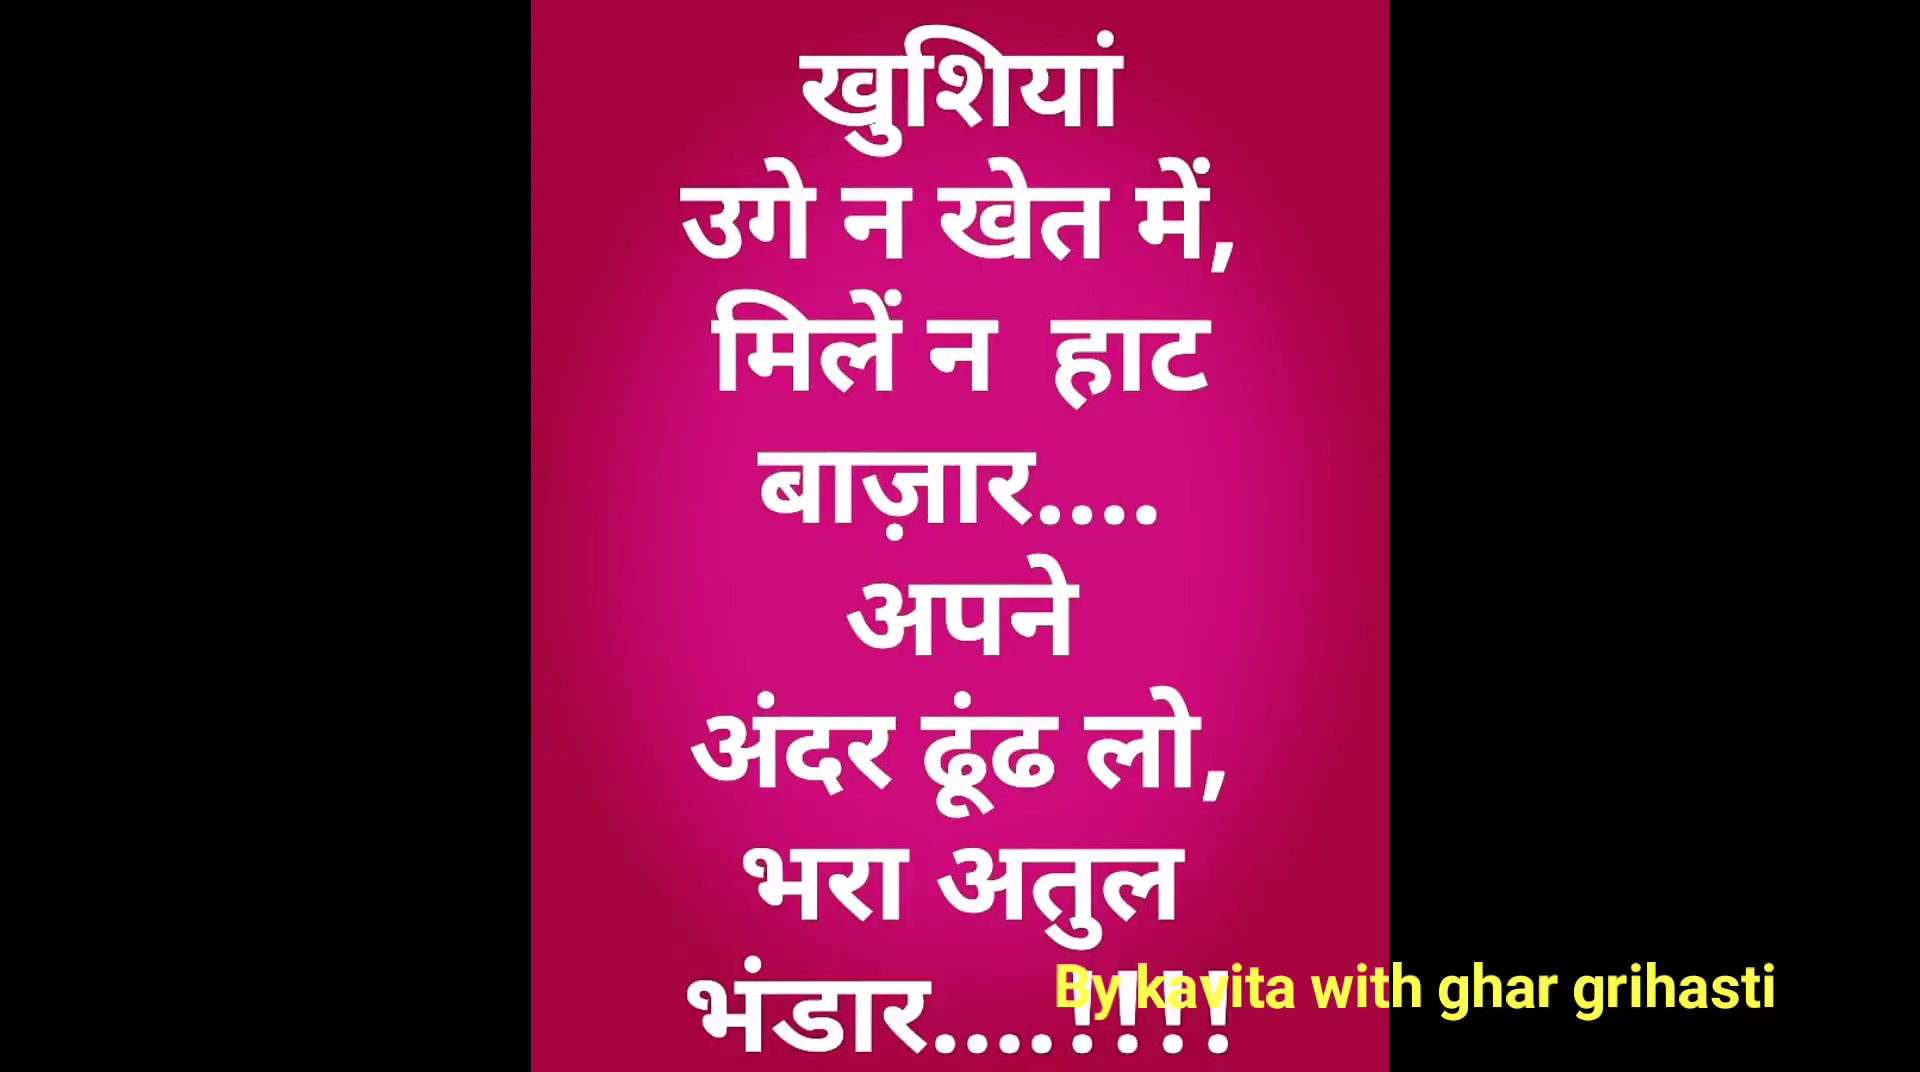 खुशियां
उगे न खेत में,
मिलें न हाट
बाज़ार....
अपने
अंदर ढूंढ लो,
भरा अतुल
भंडार....!!!!
By kavita with ghar grihasti